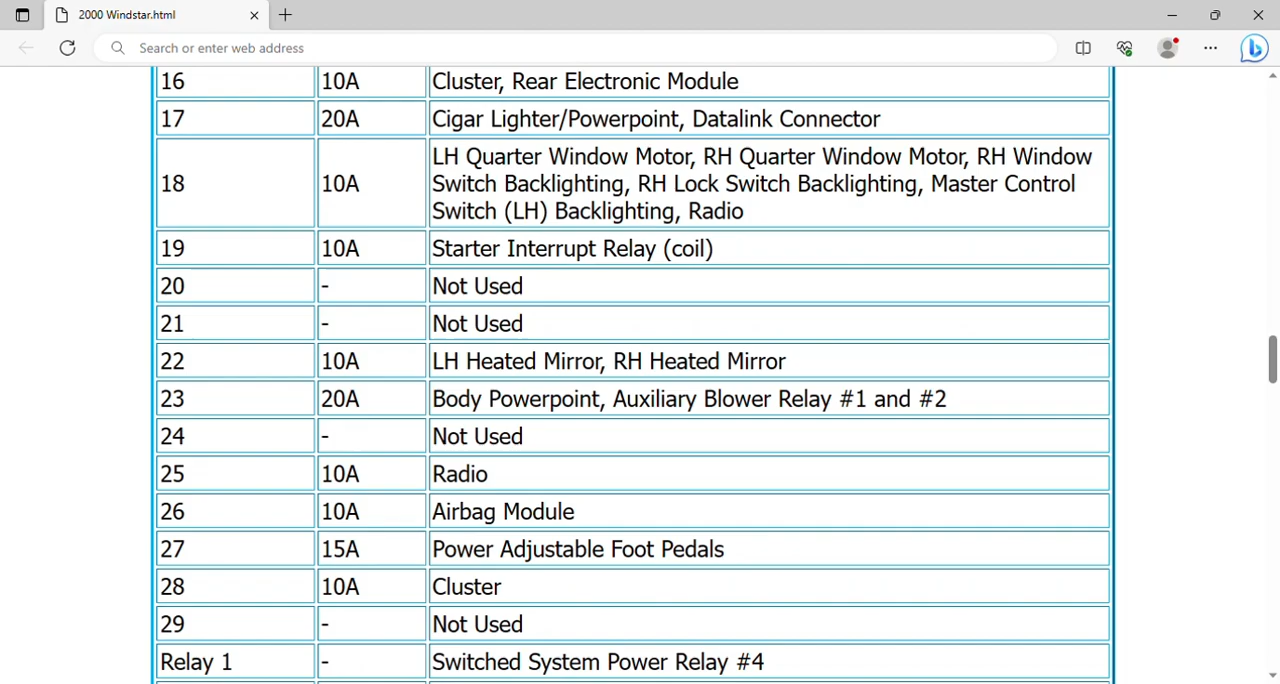 2000 Windstar.html
Search or enter web address
16 10A Cluster, Rear Electronic Module
17 20A Cigar Lighter/Powerpoint, Datalink Connector
18 10A LH Quarter Window Motor, RH Quarter Window Motor, RH Window
Switch Backlighting, RH Lock Switch Backlighting, Master Control
Switch (LH) Backlighting, Radio
19 10A Starter Interrupt Relay (coil)
20 - Not Used
21 - Not Used
22 10A LH Heated Mirror, RH Heated Mirror
23 20A Body Powerpoint, Auxiliary Blower Relay #1 and #2
24 - Not Used
25 10A Radio
26 10A Airbag Module
27 15A Power Adjustable Foot Pedals
28 10A Cluster
29 - Not Used
Relay 1 - Switched System Power Relay #4